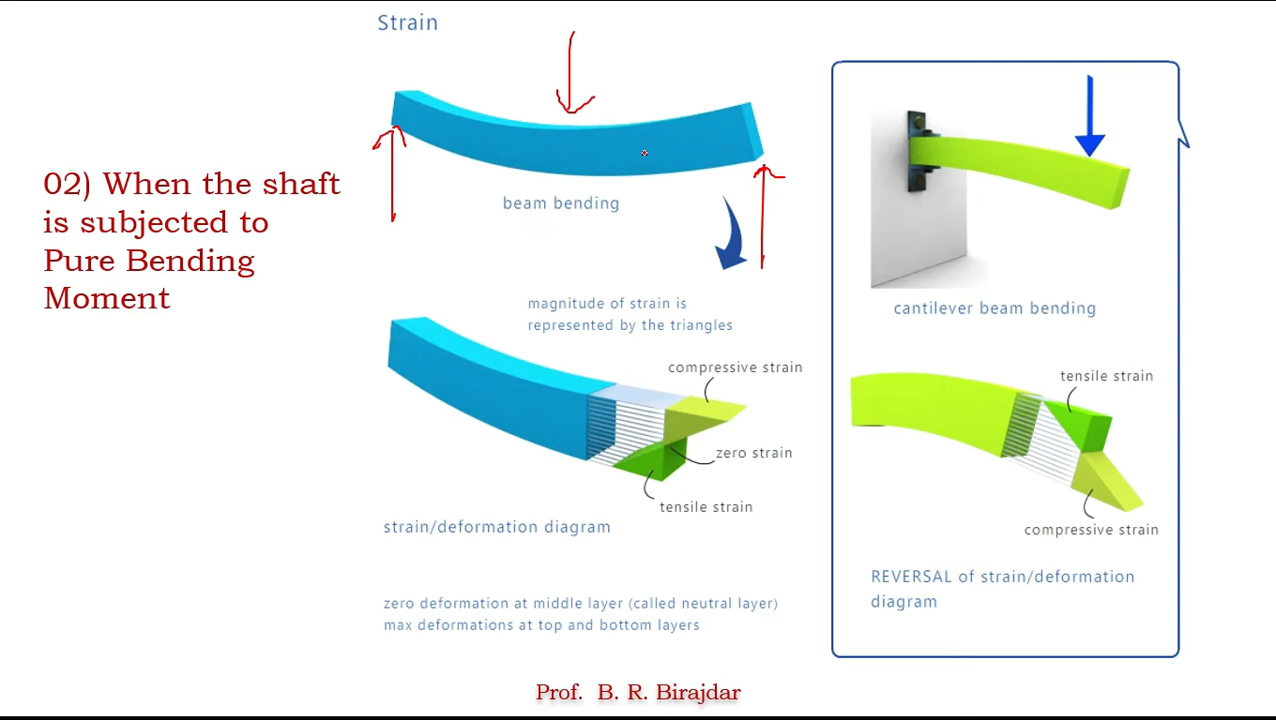 Strain
02) When the shaft
is subjected to
Pure Bending
Moment
beam bending
magnitude of strain is
represented by the triangles
compressive strain
zero strain
tensile strain
strain/deformation diagram
zero deformation at middle layer (called neutral layer)
max deformations at top and bottom layers
cantilever beam bending
tensile strain
compressive strain
REVERSAL of strain/deformation
diagram
Prof.  B. R. Birajdar